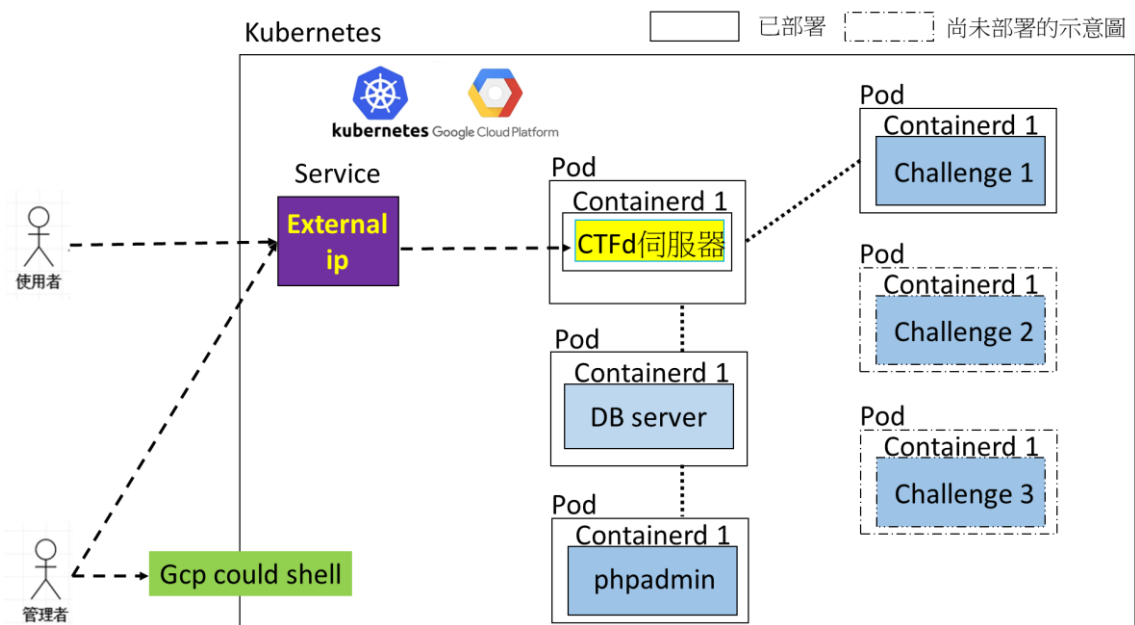 Kubernetes
已部署
尚未部署的示意圖
kubernetes
Google Cloud Platform
Service
External
ip
Pod
Containerd 1
CTFd伺服器
Pod
Containerd 1
Challenge 1
使用者
Pod
Containerd 1
Challenge 2
Pod
Containerd 1
DB server
Pod
Containerd 1
Challenge 3
Pod
Containerd 1
phpadmin
Gcp could shell
管理者